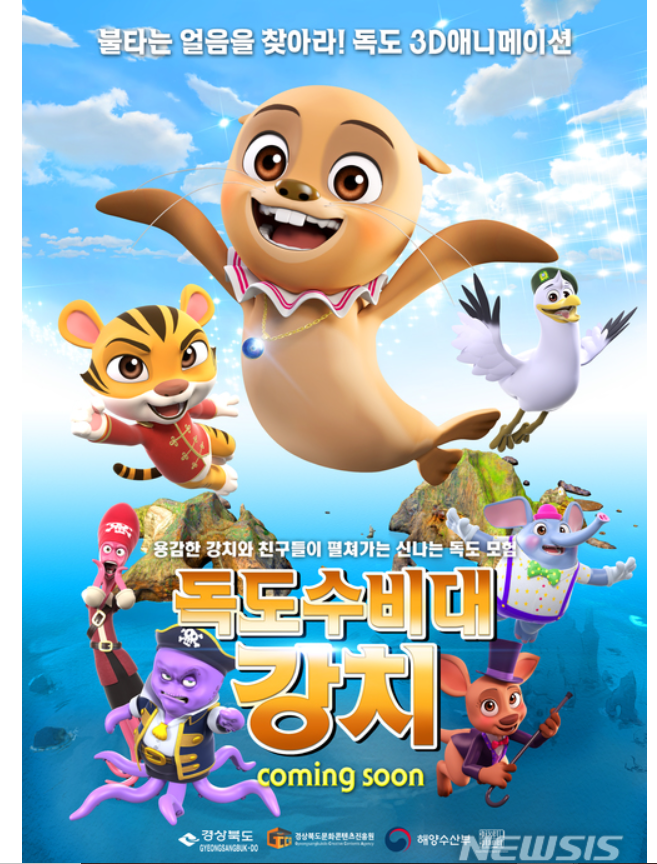 불타는 얼음을 찾아라! 독도 3D애니메이션
용감한 강치와 친구들이 펼쳐가는 신나는 독도 모험
독도수비대
강치
coming soon
경상북도
GYEONGSANGBUK-DO
경상북도문화콘텐츠진흥원
해양수산부
NEWSIS